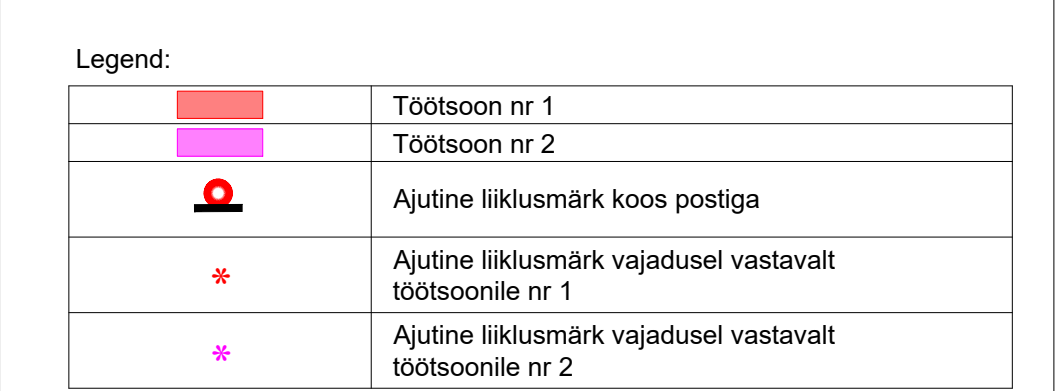 Legend:
Töötsoon nr 1
Töötsoon nr 2
Ajutine liiklusmärk koos postiga
Ajutine liiklusmärk vajadusel vastavalt
töötsoonile nr 1
Ajutine liiklusmärk vajadusel vastavalt
töötsoonile nr 2